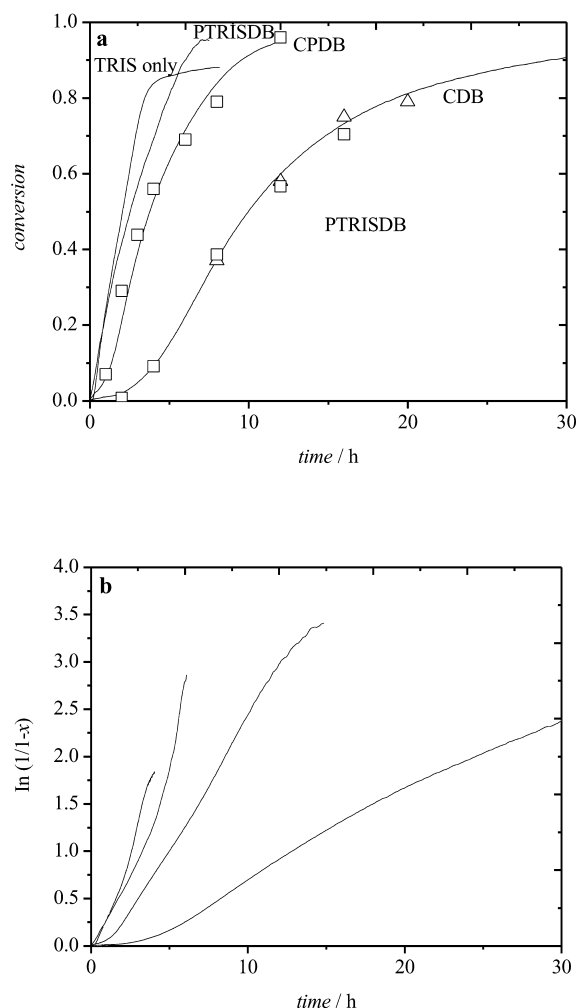 a
PTRISDB
TRIS only
CPDB
CDB
PTRISDB
conversion
1.0
0.8
0.6
0.4
0.2
0.0
0 10 20 30
time / h
b
ln (1/1-x)
4.0
3.5
3.0
2.5
2.0
1.5
1.0
0.5
0.0
0 10 20 30
time / h